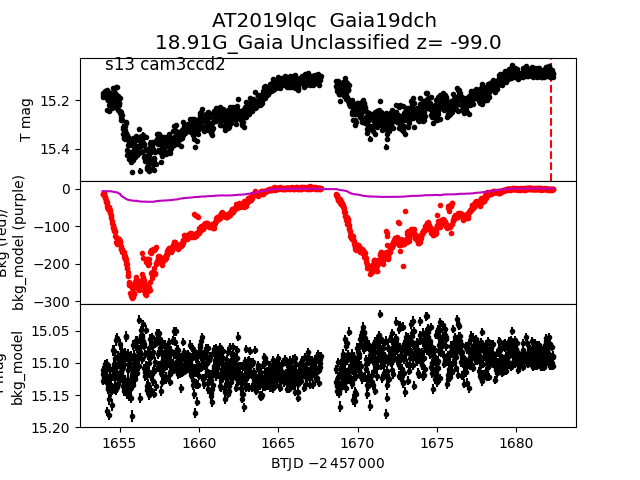 AT2019lqc Gaia19dch
18.91G_Gaia Unclassified z= -99.0
s13 cam3ccd2
T mag
15.2
15.4
bkg_model (purple)
0
−100
−200
−300
bkg_model
15.05
15.10
15.15
15.20
1655 1660 1665 1670 1675 1680
BTJD −2 457 000